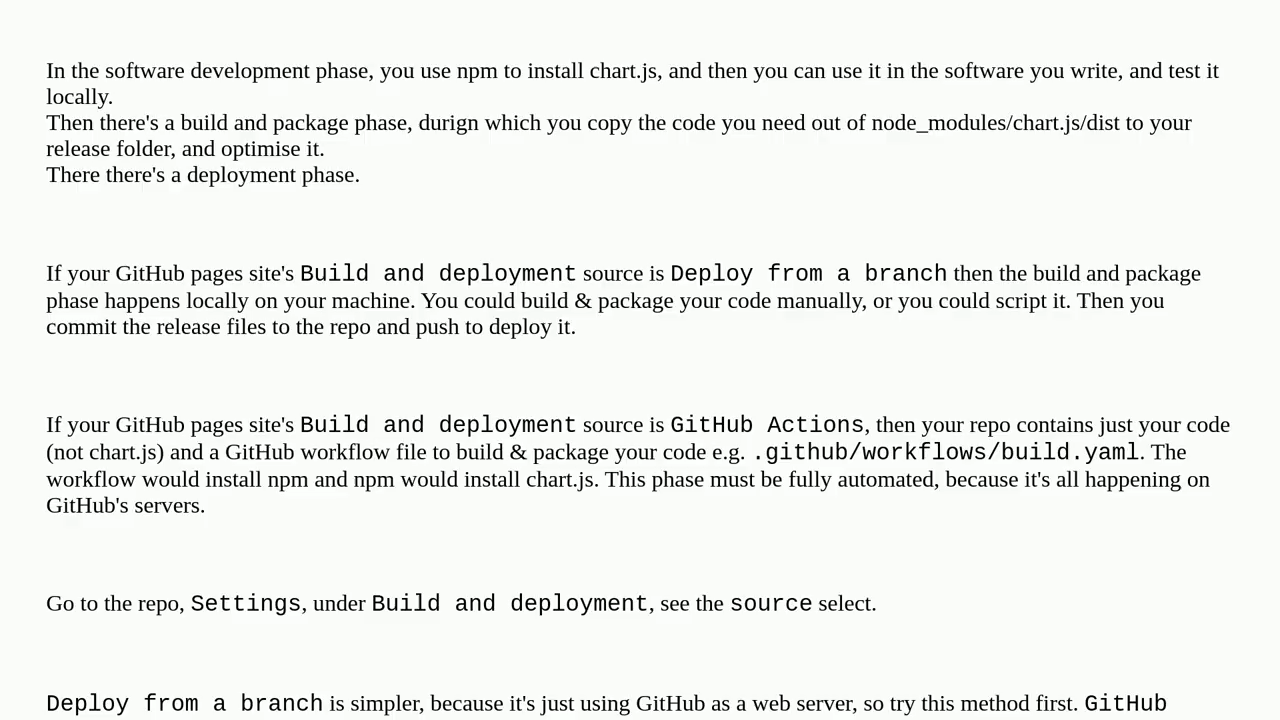 In the software development phase, you use npm to install chart.js, and then you can use it in the software you write, and test it
locally.
Then there's a build and package phase, durign which you copy the code you need out of node_modules/chart.js/dist to your
release folder, and optimise it.
There there's a deployment phase.
If your GitHub pages site's Build and deployment source is Deploy from a branch then the build and package
phase happens locally on your machine. You could build & package your code manually, or you could script it. Then you
commit the release files to the repo and push to deploy it.
If your GitHub pages site's Build and deployment source is GitHub Actions, then your repo contains just your code
(not chart.js) and a GitHub workflow file to build & package your code e.g. .github/workflows/build.yaml. The
workflow would install npm and npm would install chart.js. This phase must be fully automated, because it's all happening on
GitHub's servers.
Go to the repo, Settings, under Build and deployment, see the source select.
Deploy from a branch is simpler, because it's just using GitHub as a web server, so try this method first. GitHub